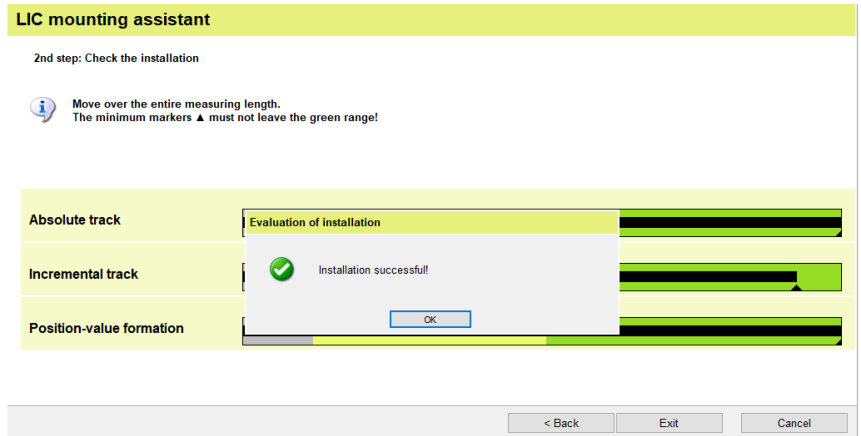 LIC mounting assistant
2nd step: Check the installation
Move over the entire measuring length.
The minimum markers ▲ must not leave the green range!
Absolute track
Evaluation of installation
Installation successful!
Incremental track
OK
Position-value formation
< Back
Exit
Cancel